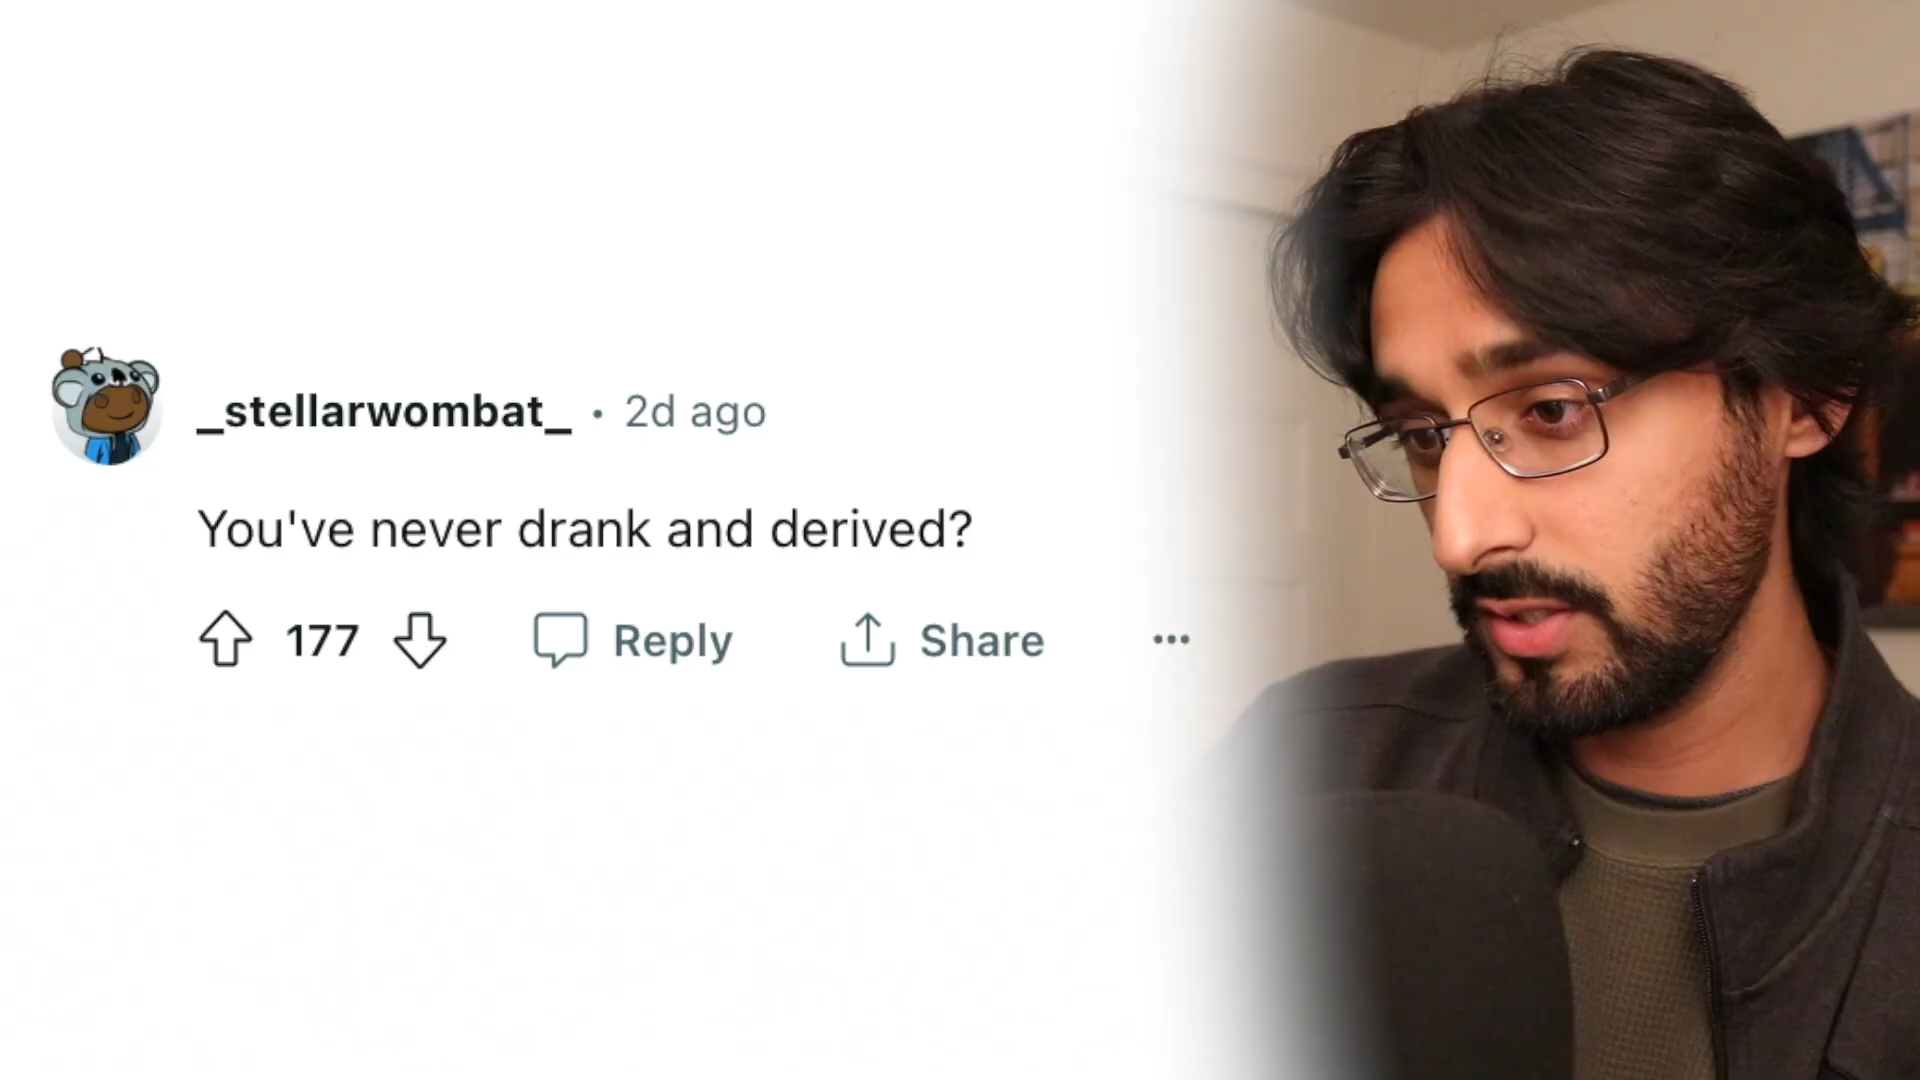 _stellarwombat_ • 2d ago
You've never drank and derived?
177 Reply Share